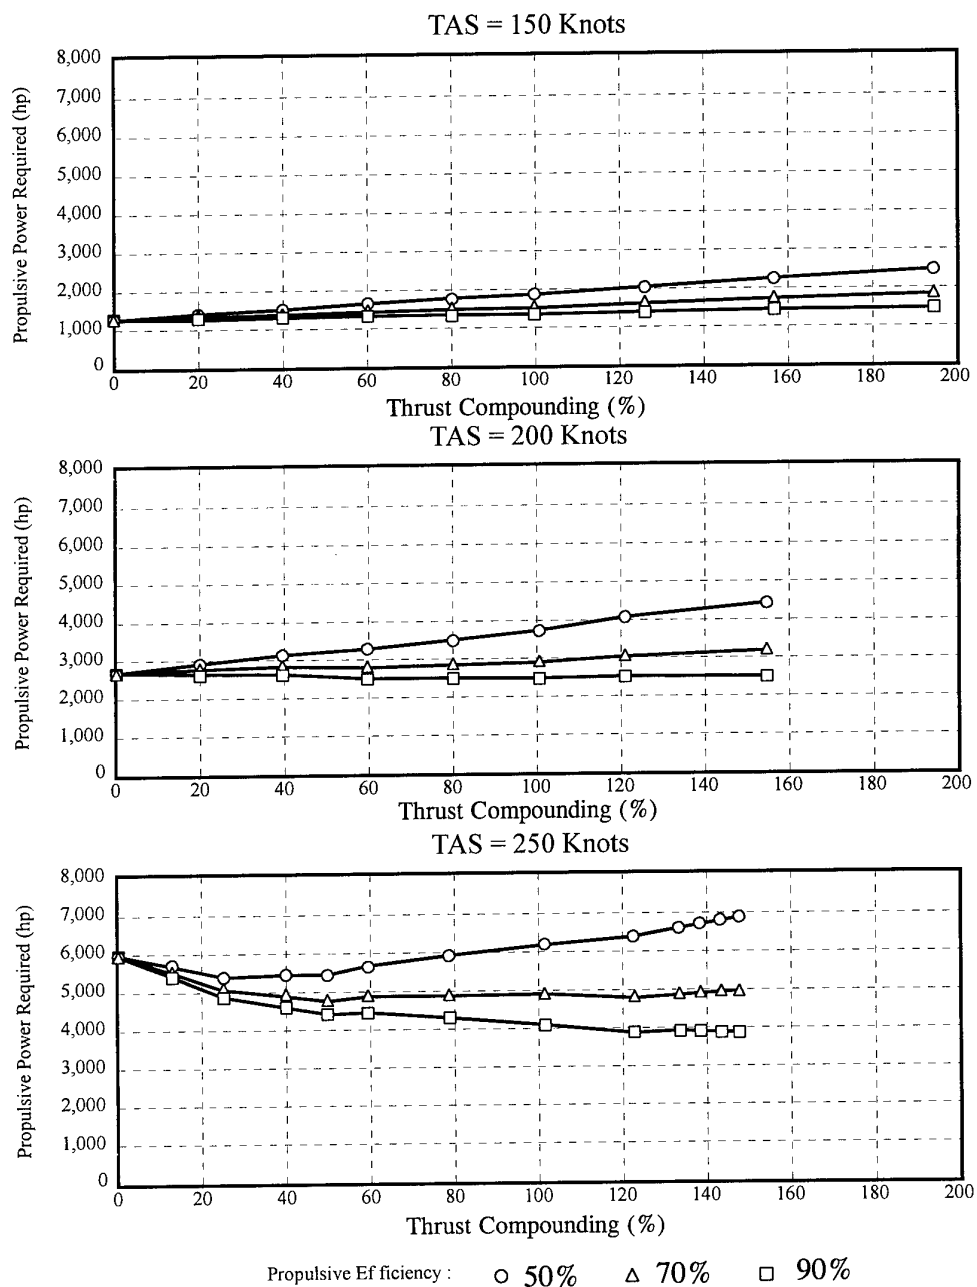 TAS = 150 Knots
Propulsive Power Required (hp)
8,000
7,000
6,000
5,000
4,000
3,000
2,000
1,000
0
0 20 40 60 80 100 120 140 160 180 200
Thrust Compounding (%)
TAS = 200 Knots
Propulsive Power Required (hp)
8,000
7,000
6,000
5,000
4,000
3,000
2,000
1,000
0
0 20 40 60 80 100 120 140 160 180 200
Thrust Compounding (%)
TAS = 250 Knots
Propulsive Power Required (hp)
8,000
7,000
6,000
5,000
4,000
3,000
2,000
1,000
0
0 20 40 60 80 100 120 140 160 180 200
Thrust Compounding (%)
Propulsive Ef ficiency : 50% 70% 90%